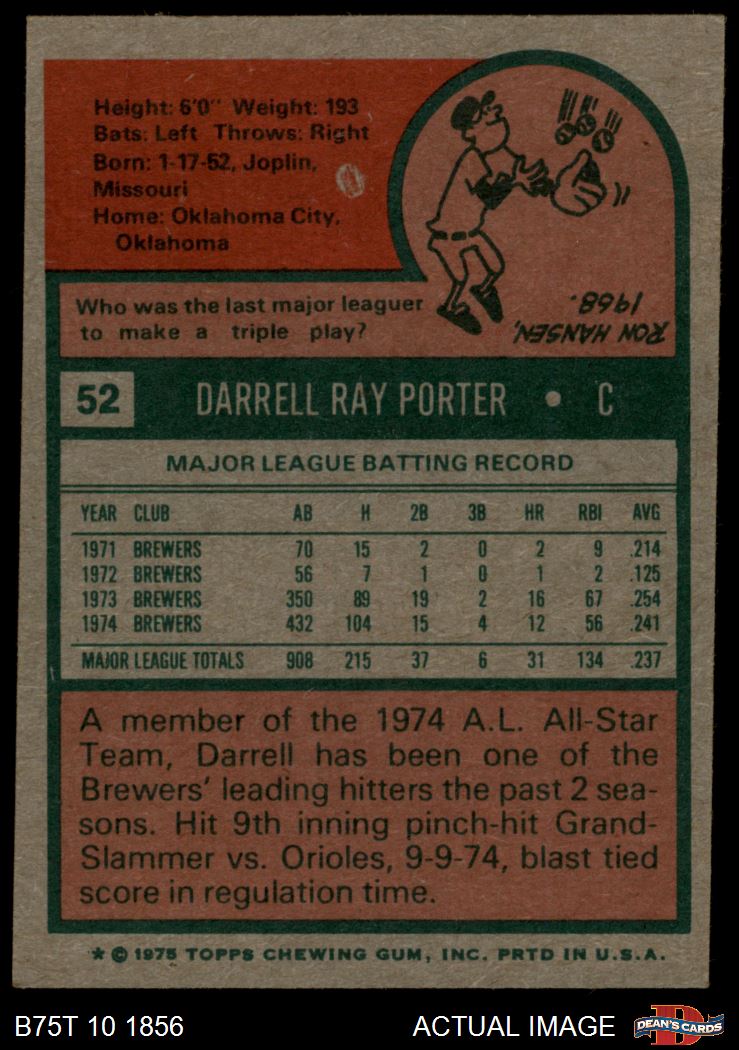 Height: 6'0" Weight: 193
Bats: Left Throws: Right
Born: 1-17-52, Joplin,
Missouri
Home: Oklahoma City,
Oklahoma
Who was the last major leaguer
to make a triple play?
RON HANSEN,
1968.
52 DARRELL RAY PORTER • C
MAJOR LEAGUE BATTING RECORD
YEAR CLUB AB H 2B 3B HR RBI AVG
1971 BREWERS 70 15 2 0 2 9 .214
1972 BREWERS 56 7 1 0 1 2 .125
1973 BREWERS 350 89 19 2 16 67 .254
1974 BREWERS 432 104 15 4 12 56 .241
MAJOR LEAGUE TOTALS 908 215 37 6 31 134 .237
A member of the 1974 A.L. All-Star
Team, Darrell has been one of the
Brewers' leading hitters the past 2 sea-
sons. Hit 9th inning pinch-hit Grand-
Slammer vs. Orioles, 9-9-74, blast tied
score in regulation time.
* © 1975 TOPPS CHEWING GUM, INC. PRTD IN U.S.A.
B75T 10 1856 ACTUAL IMAGE
D
DEAN'S CARDS